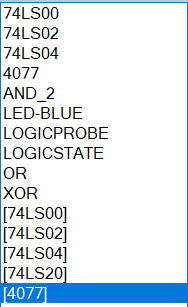 74LS00
74LS02
74LS04
4077
AND_2
LED-BLUE
LOGICPROBE
LOGICSTATE
OR
XOR
[74LS00]
[74LS02]
[74LS04]
[74LS20]
[4077]